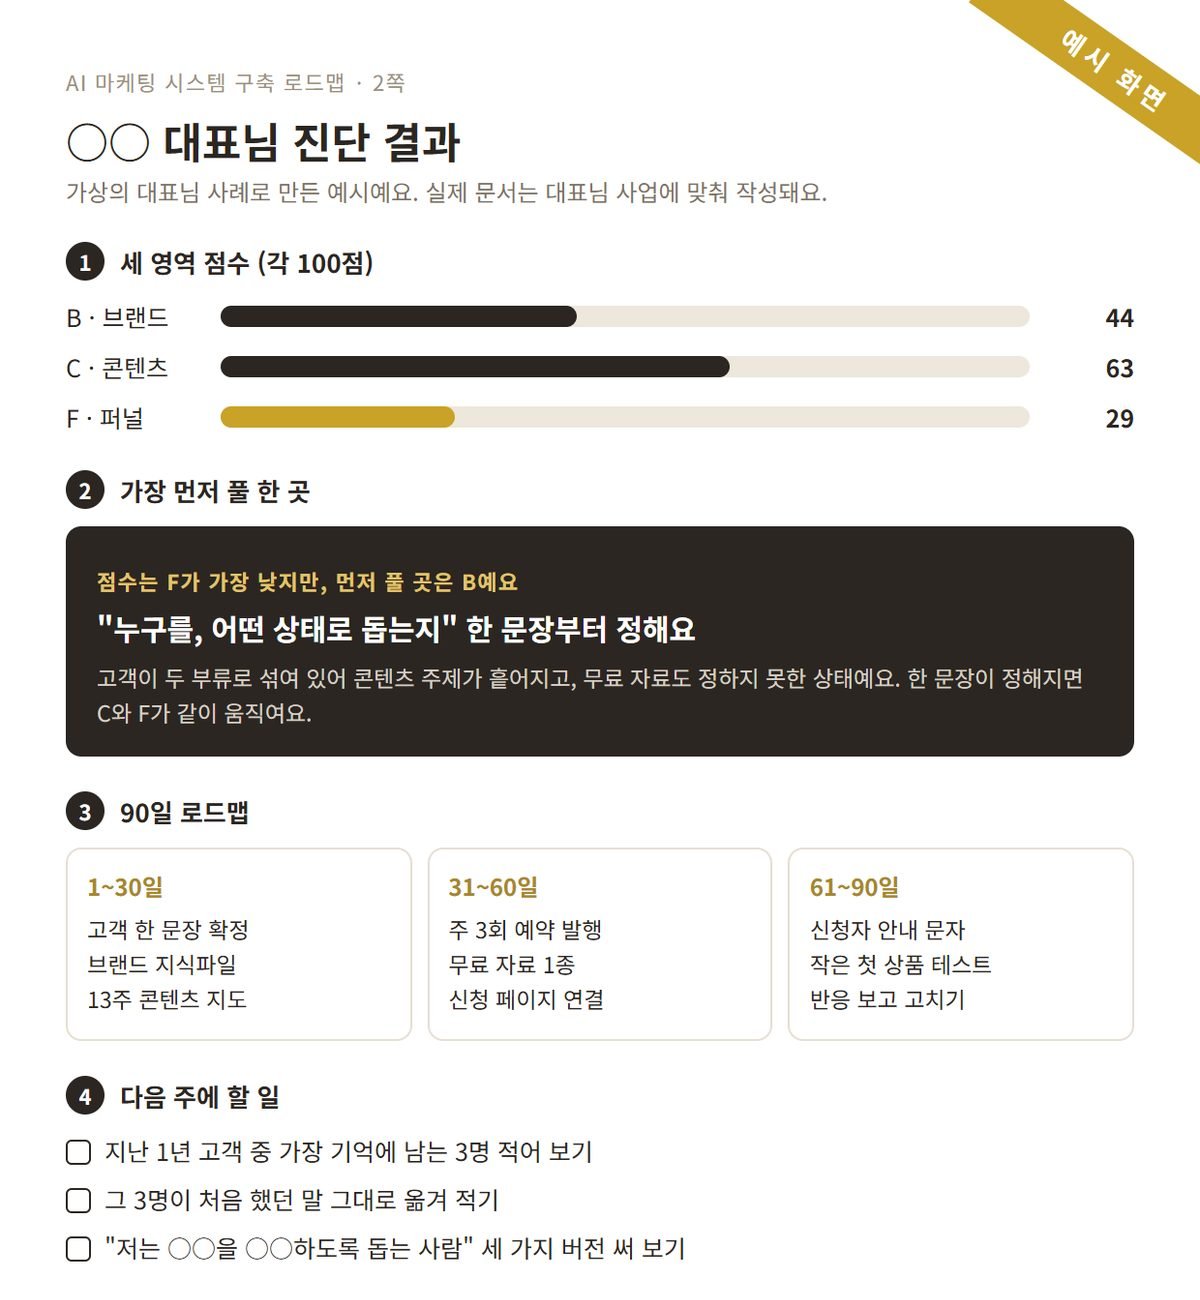 예시 화면
AI 마케팅 시스템 구축 로드맵 · 2쪽
○○ 대표님 진단 결과
가상의 대표님 사례로 만든 예시예요. 실제 문서는 대표님 사업에 맞춰 작성돼요.
1 세 영역 점수 (각 100점)
B · 브랜드 44
C · 콘텐츠 63
F · 퍼널 29
2 가장 먼저 풀 한 곳
점수는 F가 가장 낮지만, 먼저 풀 곳은 B예요
"누구를, 어떤 상태로 돕는지" 한 문장부터 정해요
고객이 두 부류로 섞여 있어 콘텐츠 주제가 흩어지고, 무료 자료도 정하지 못한 상태예요. 한 문장이 정해지면
C와 F가 같이 움직여요.
3 90일 로드맵
1~30일
고객 한 문장 확정
브랜드 지식파일
13주 콘텐츠 지도
31~60일
주 3회 예약 발행
무료 자료 1종
신청 페이지 연결
61~90일
신청자 안내 문자
작은 첫 상품 테스트
반응 보고 고치기
4 다음 주에 할 일
지난 1년 고객 중 가장 기억에 남는 3명 적어 보기
그 3명이 처음 했던 말 그대로 옮겨 적기
"저는 ○○을 ○○하도록 돕는 사람" 세 가지 버전 써 보기